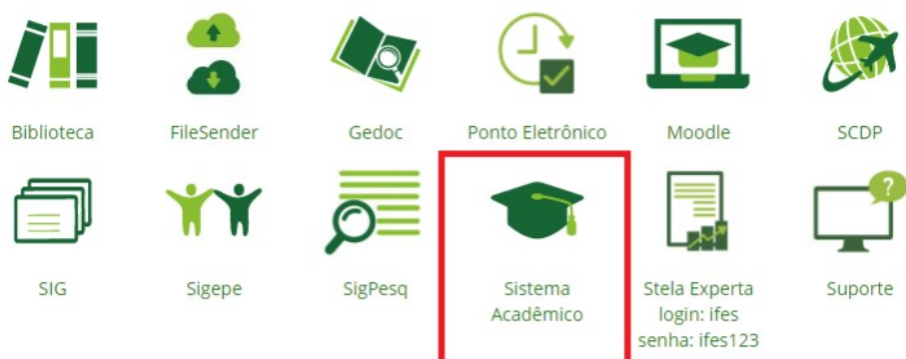 Biblioteca
FileSender
Gedoc
Ponto Eletrônico
Moodle
SCDP
SIG
Sigepe
SigPesq
Sistema
Acadêmico
Stela Experta
login: ifes
senha: ifes123
Suporte
?